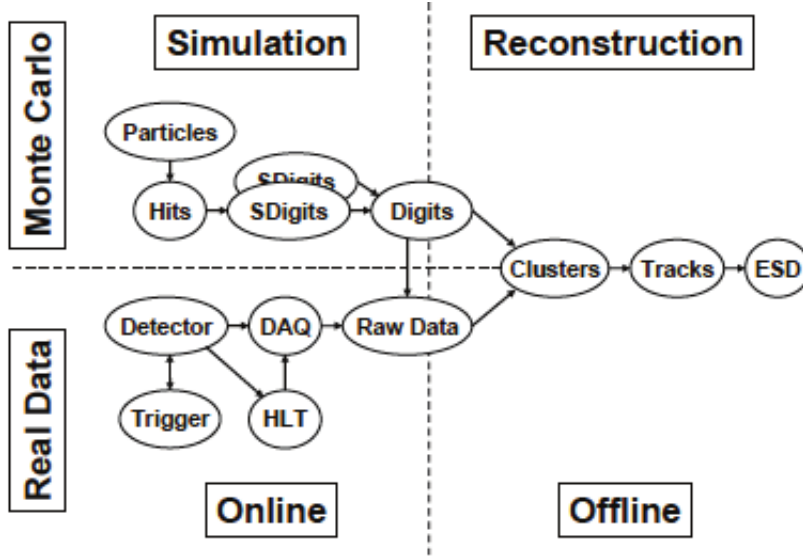 Simulation
Reconstruction
Monte Carlo
Particles
SDigits
Hits
SDigits
Digits
Clusters
Tracks
ESD
Detector
DAQ
Raw Data
Trigger
HLT
Real Data
Online
Offline